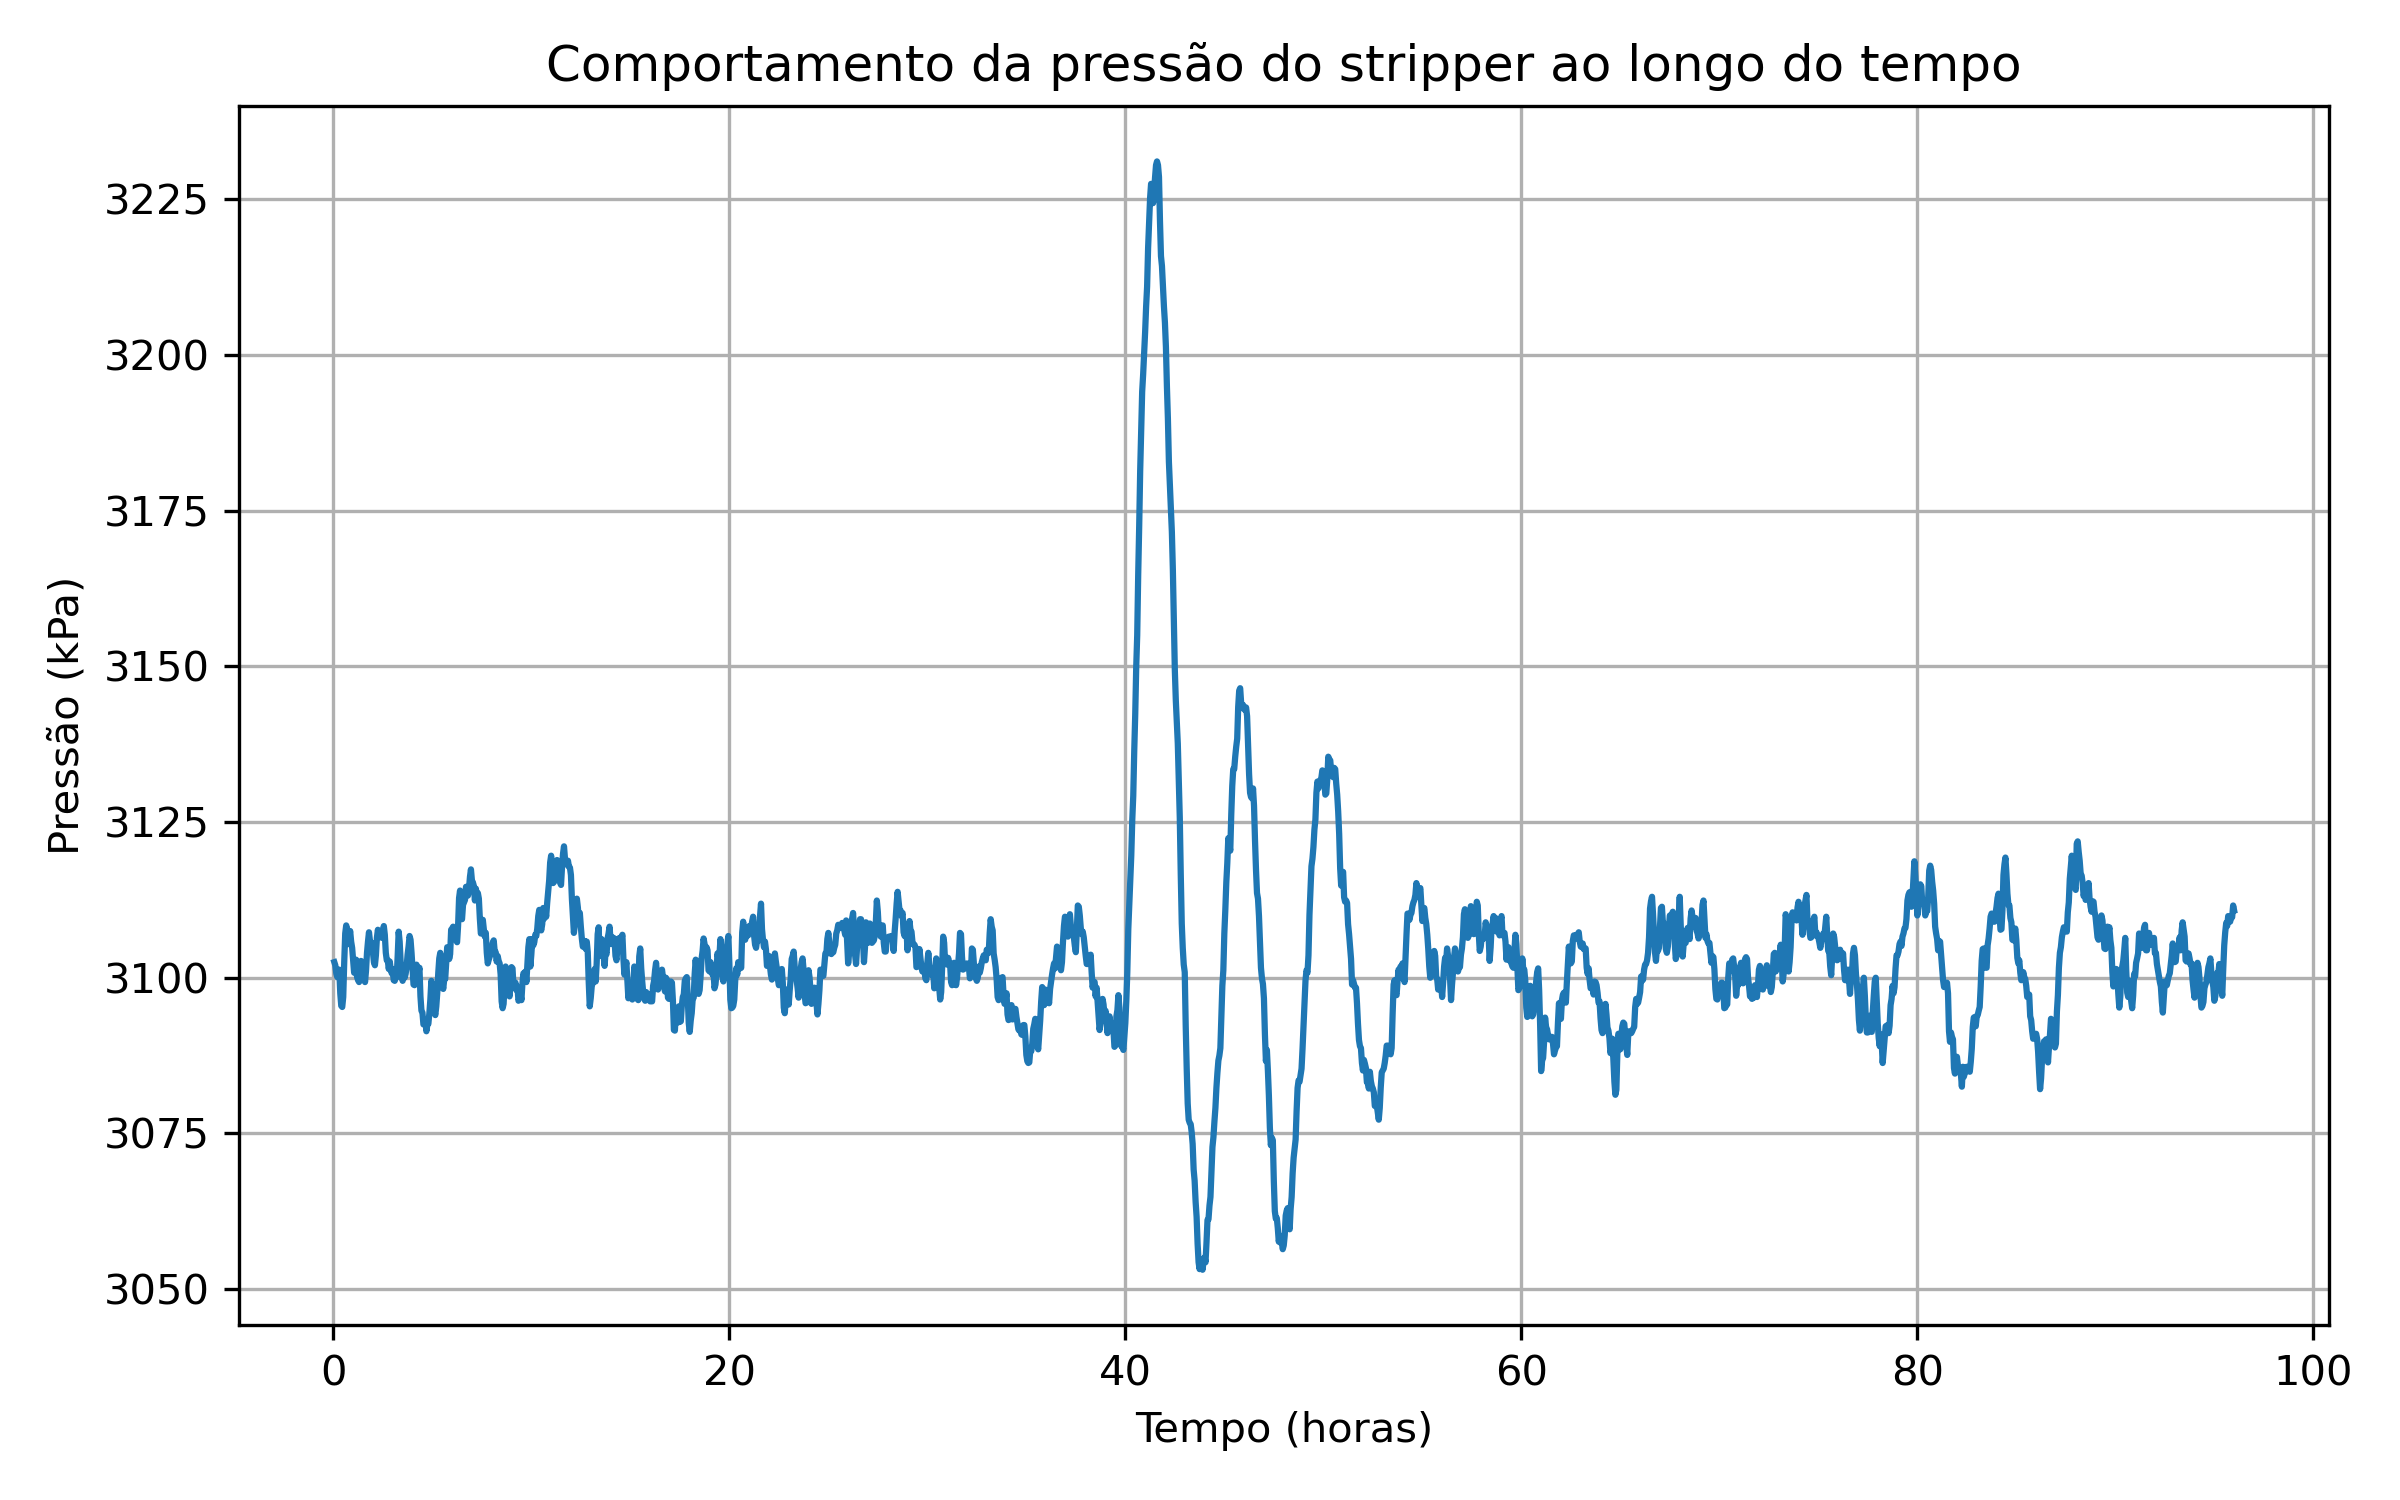 Comportamento da pressão do stripper ao longo do tempo
Pressão (kPa)
3225
3200
3175
3150
3125
3100
3075
3050
0 20 40 60 80 100
Tempo (horas)